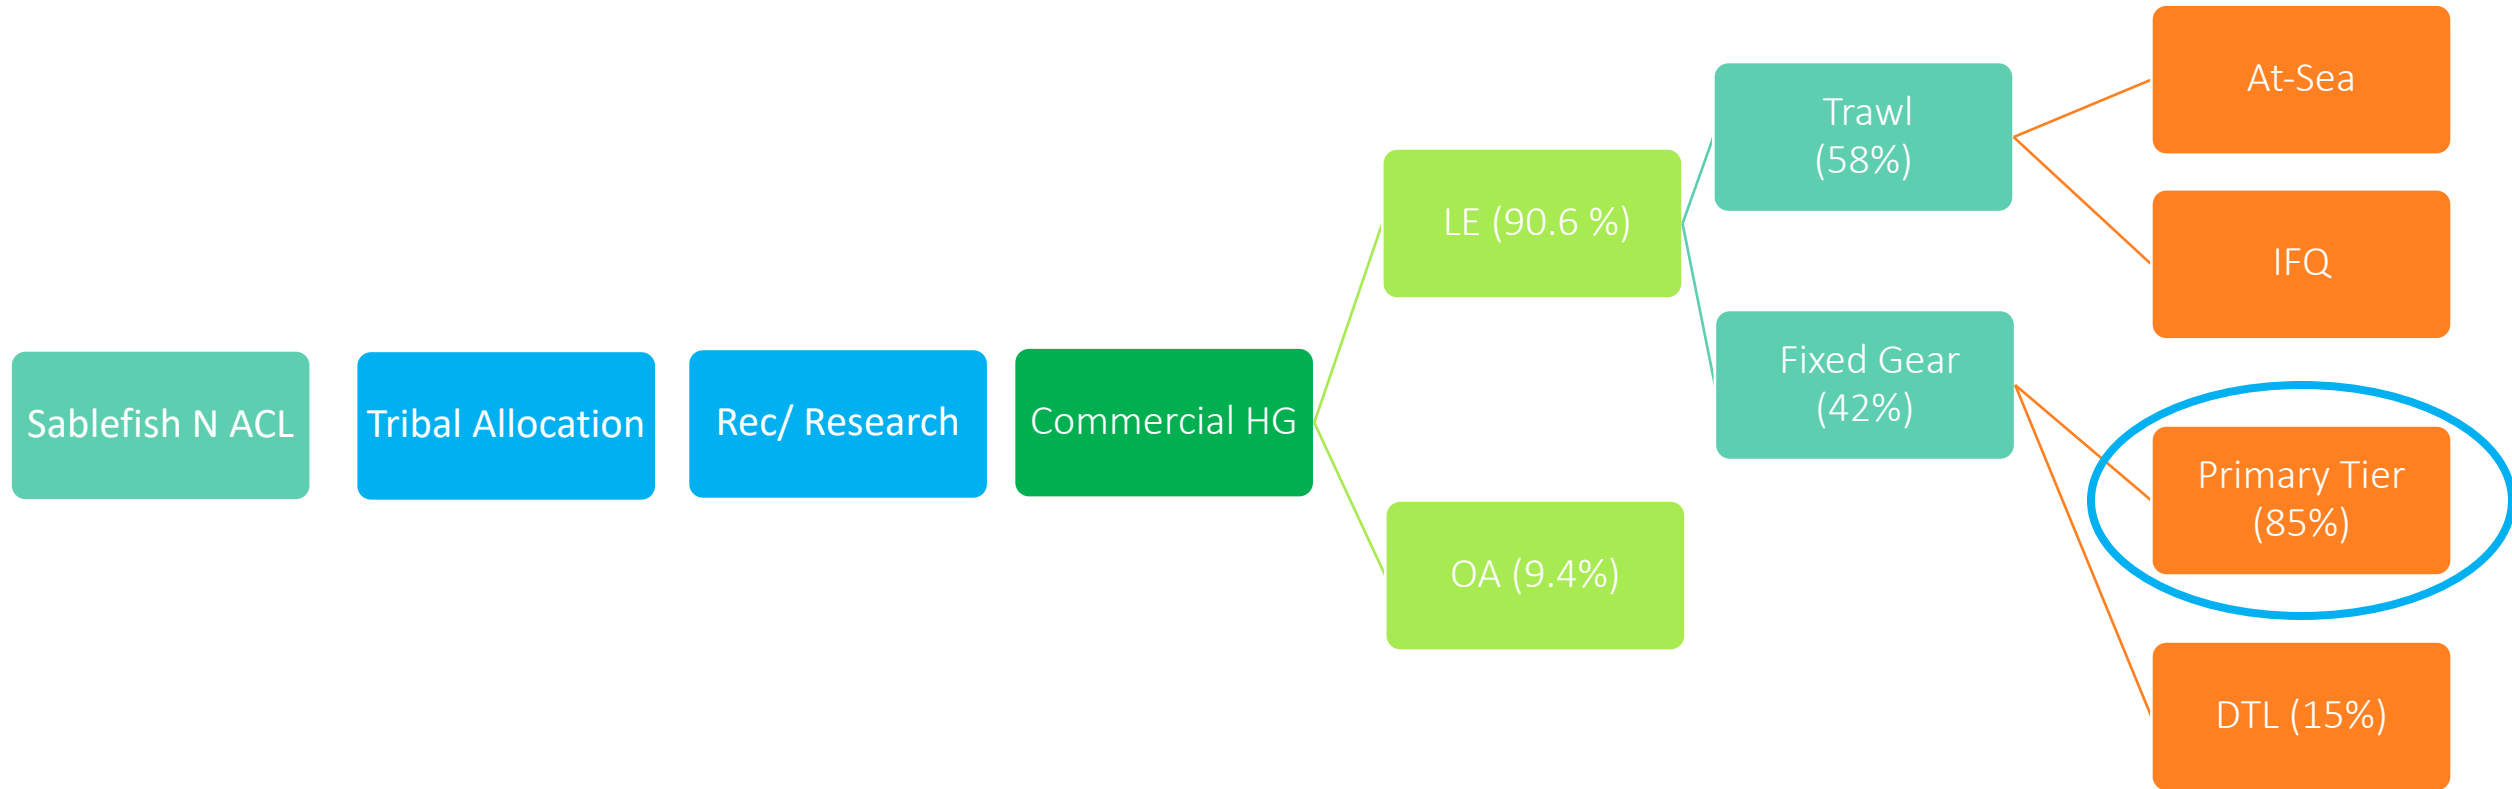 Sablefish N ACL
Tribal Allocation
Rec/ Research
Commercial HG
LE (90.6 %)
OA (9.4%)
Trawl
(58%)
Fixed Gear
(42%)
At-Sea
IFQ
Primary Tier
(85%)
DTL (15%)